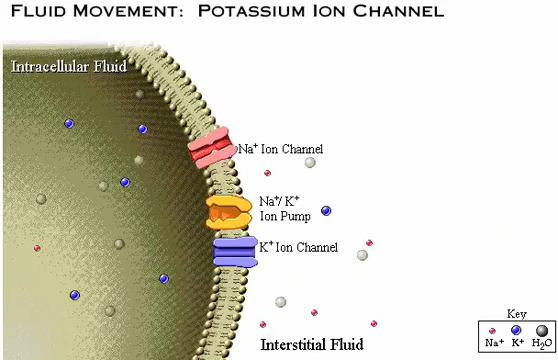 Fluid Movement: Potassium Ion Channel
Intracellular Fluid
Na⁺ Ion Channel
Na⁺/ K⁺
Ion Pump
K⁺ Ion Channel
Interstitial Fluid
Key
Na⁺ K⁺ H₂O